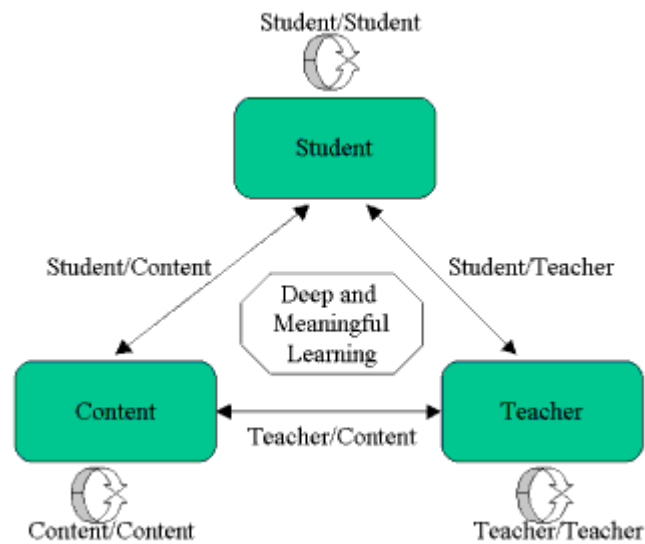 Student/Student
Student
Student/Content
Student/Teacher
Deep and
Meaningful
Learning
Content
Teacher
Teacher/Content
Content/Content
Teacher/Teacher